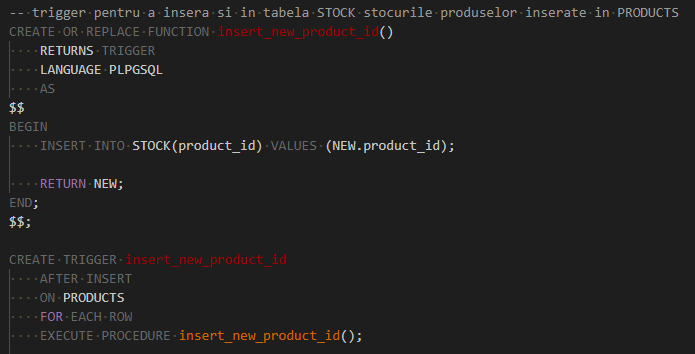 -- trigger pentru a insera si in tabela STOCK stocurile produselor inserate in PRODUCTS
CREATE OR REPLACE FUNCTION insert_new_product_id()
    RETURNS TRIGGER
    LANGUAGE PLPGSQL
    AS
$$
BEGIN
    INSERT INTO STOCK(product_id) VALUES (NEW.product_id);

    RETURN NEW;
END;
$$;

CREATE TRIGGER insert_new_product_id
    AFTER INSERT
    ON PRODUCTS
    FOR EACH ROW
    EXECUTE PROCEDURE insert_new_product_id();